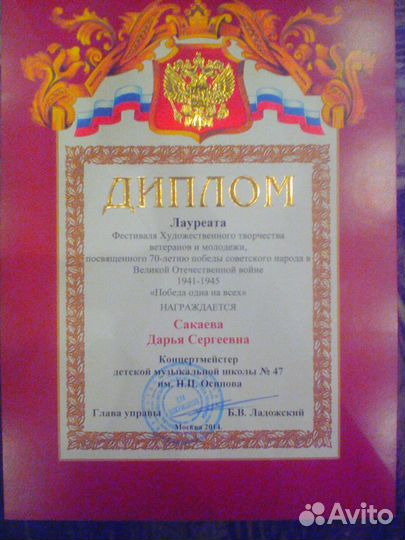 ДИПЛОМ
Лауреата
Фестиваля Художественного творчества
ветеранов и молодежи,
посвященного 70-летию победы советского народа в
Великой Отечественной войне
1941-1945
«Победа одна на всех»
НАГРАЖДАЕТСЯ
Сакаева
Дарья Сергеевна
Концертмейстер
детской музыкальной школы № 47
им. Н.П. Осипова
Глава управы Б.В. Ладожский
Москва 2014
Avito